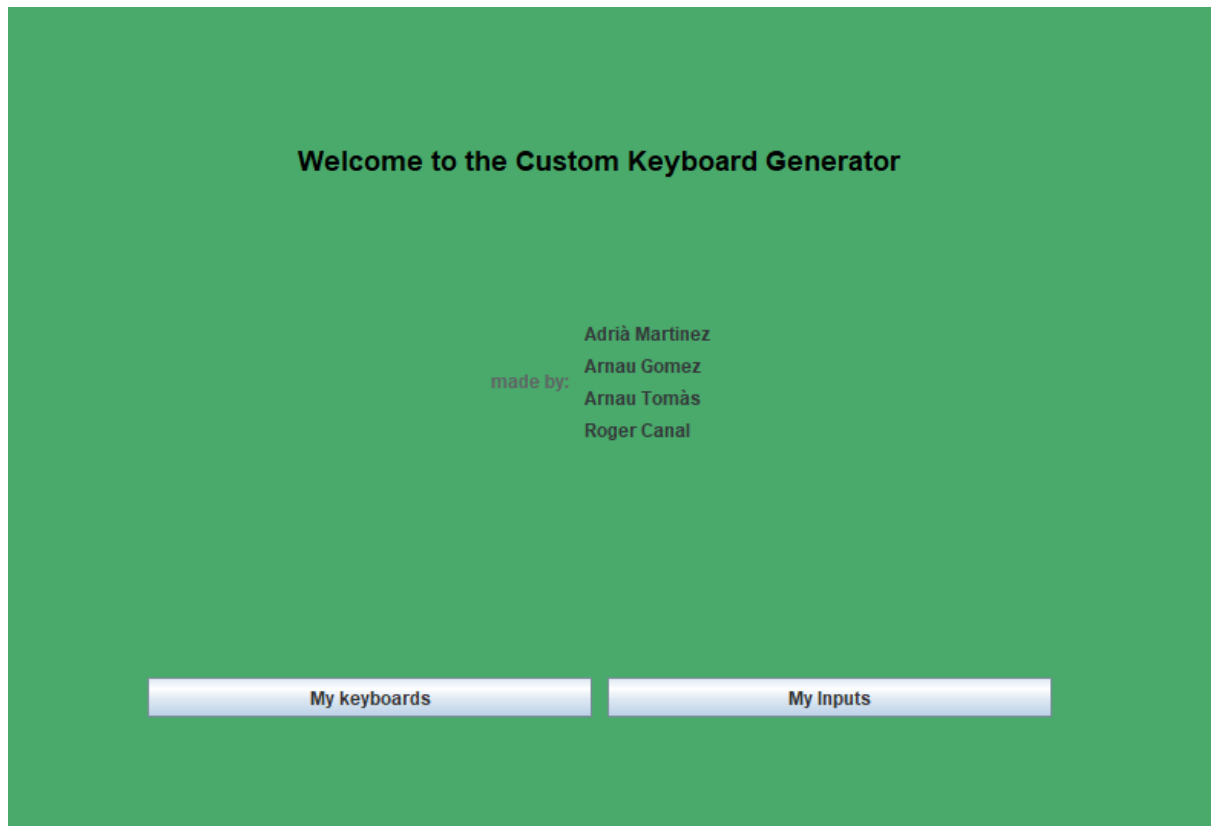 Welcome to the Custom Keyboard Generator
made by:
Adrià Martinez
Arnau Gomez
Arnau Tomàs
Roger Canal
My keyboards
My Inputs